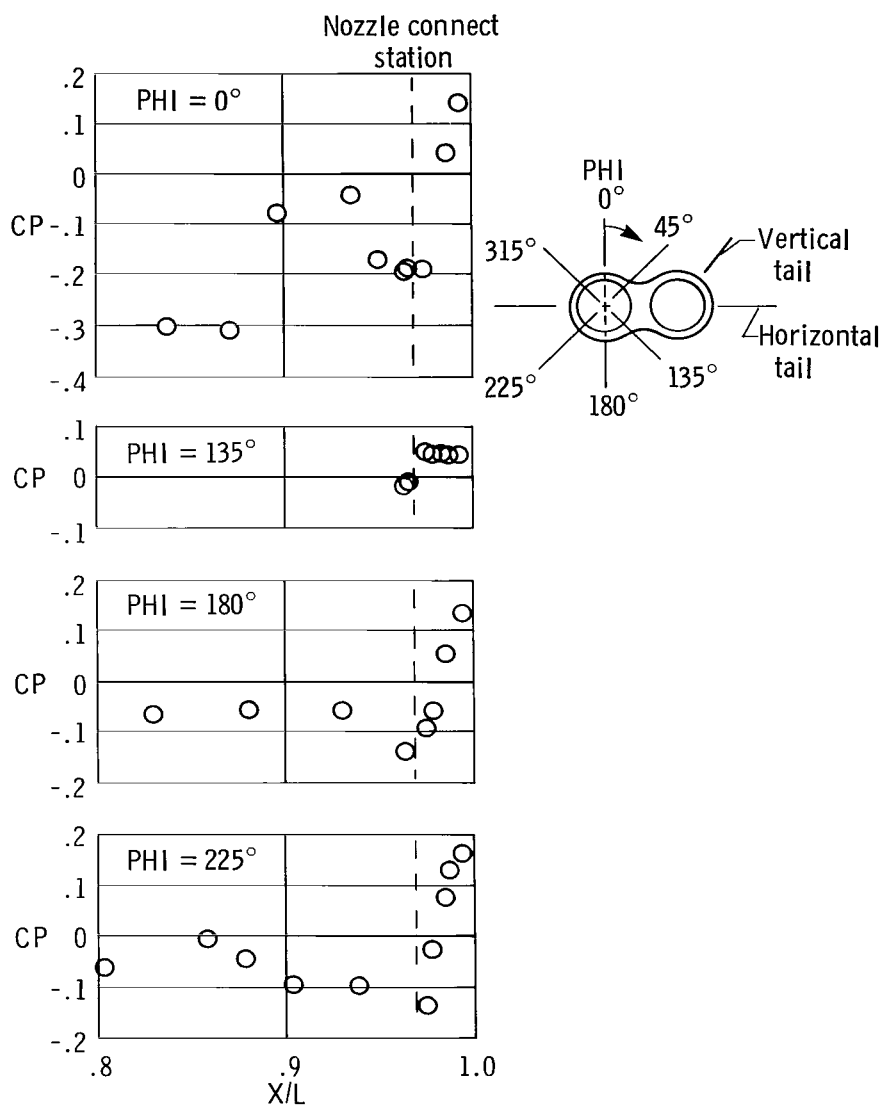 Nozzle connect
station
.2
PHI = 0°
.1
0
CP
-.1
-.2
-.3
-.4
PHI
0°
45°
315°
Vertical
tail
Horizontal
tail
225°
135°
180°
.1
PHI = 135°
CP
0
-.1
.2
PHI = 180°
.1
CP
0
-.1
-.2
.2
PHI = 225°
.1
CP
0
-.1
-.2
.8
.9
1.0
X/L